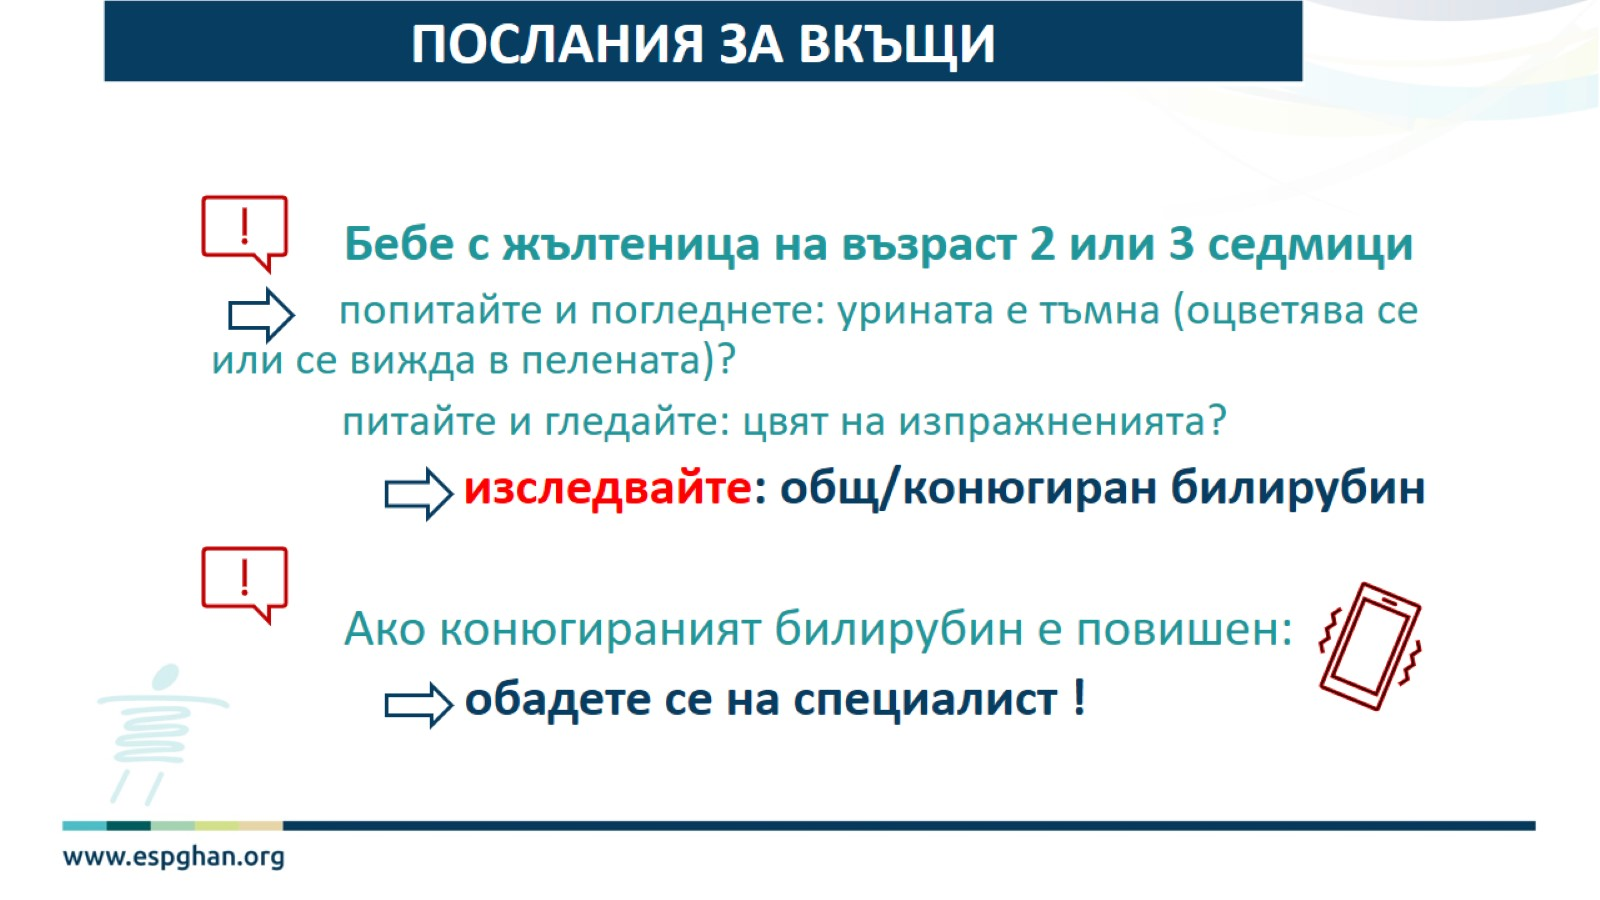 ПОСЛАНИЯ ЗА ВКЪЩИ
Бебе с жълтеница на възраст 2 или 3 седмици
попитайте и погледнете: урината е тъмна (оцветява се
или се вижда в пелената)?
питайте и гледайте: цвят на изпражненията?
изследвайте: общ/конюгиран билирубин
Ако конюгираният билирубин е повишен:
обадете се на специалист !
www.espghan.org